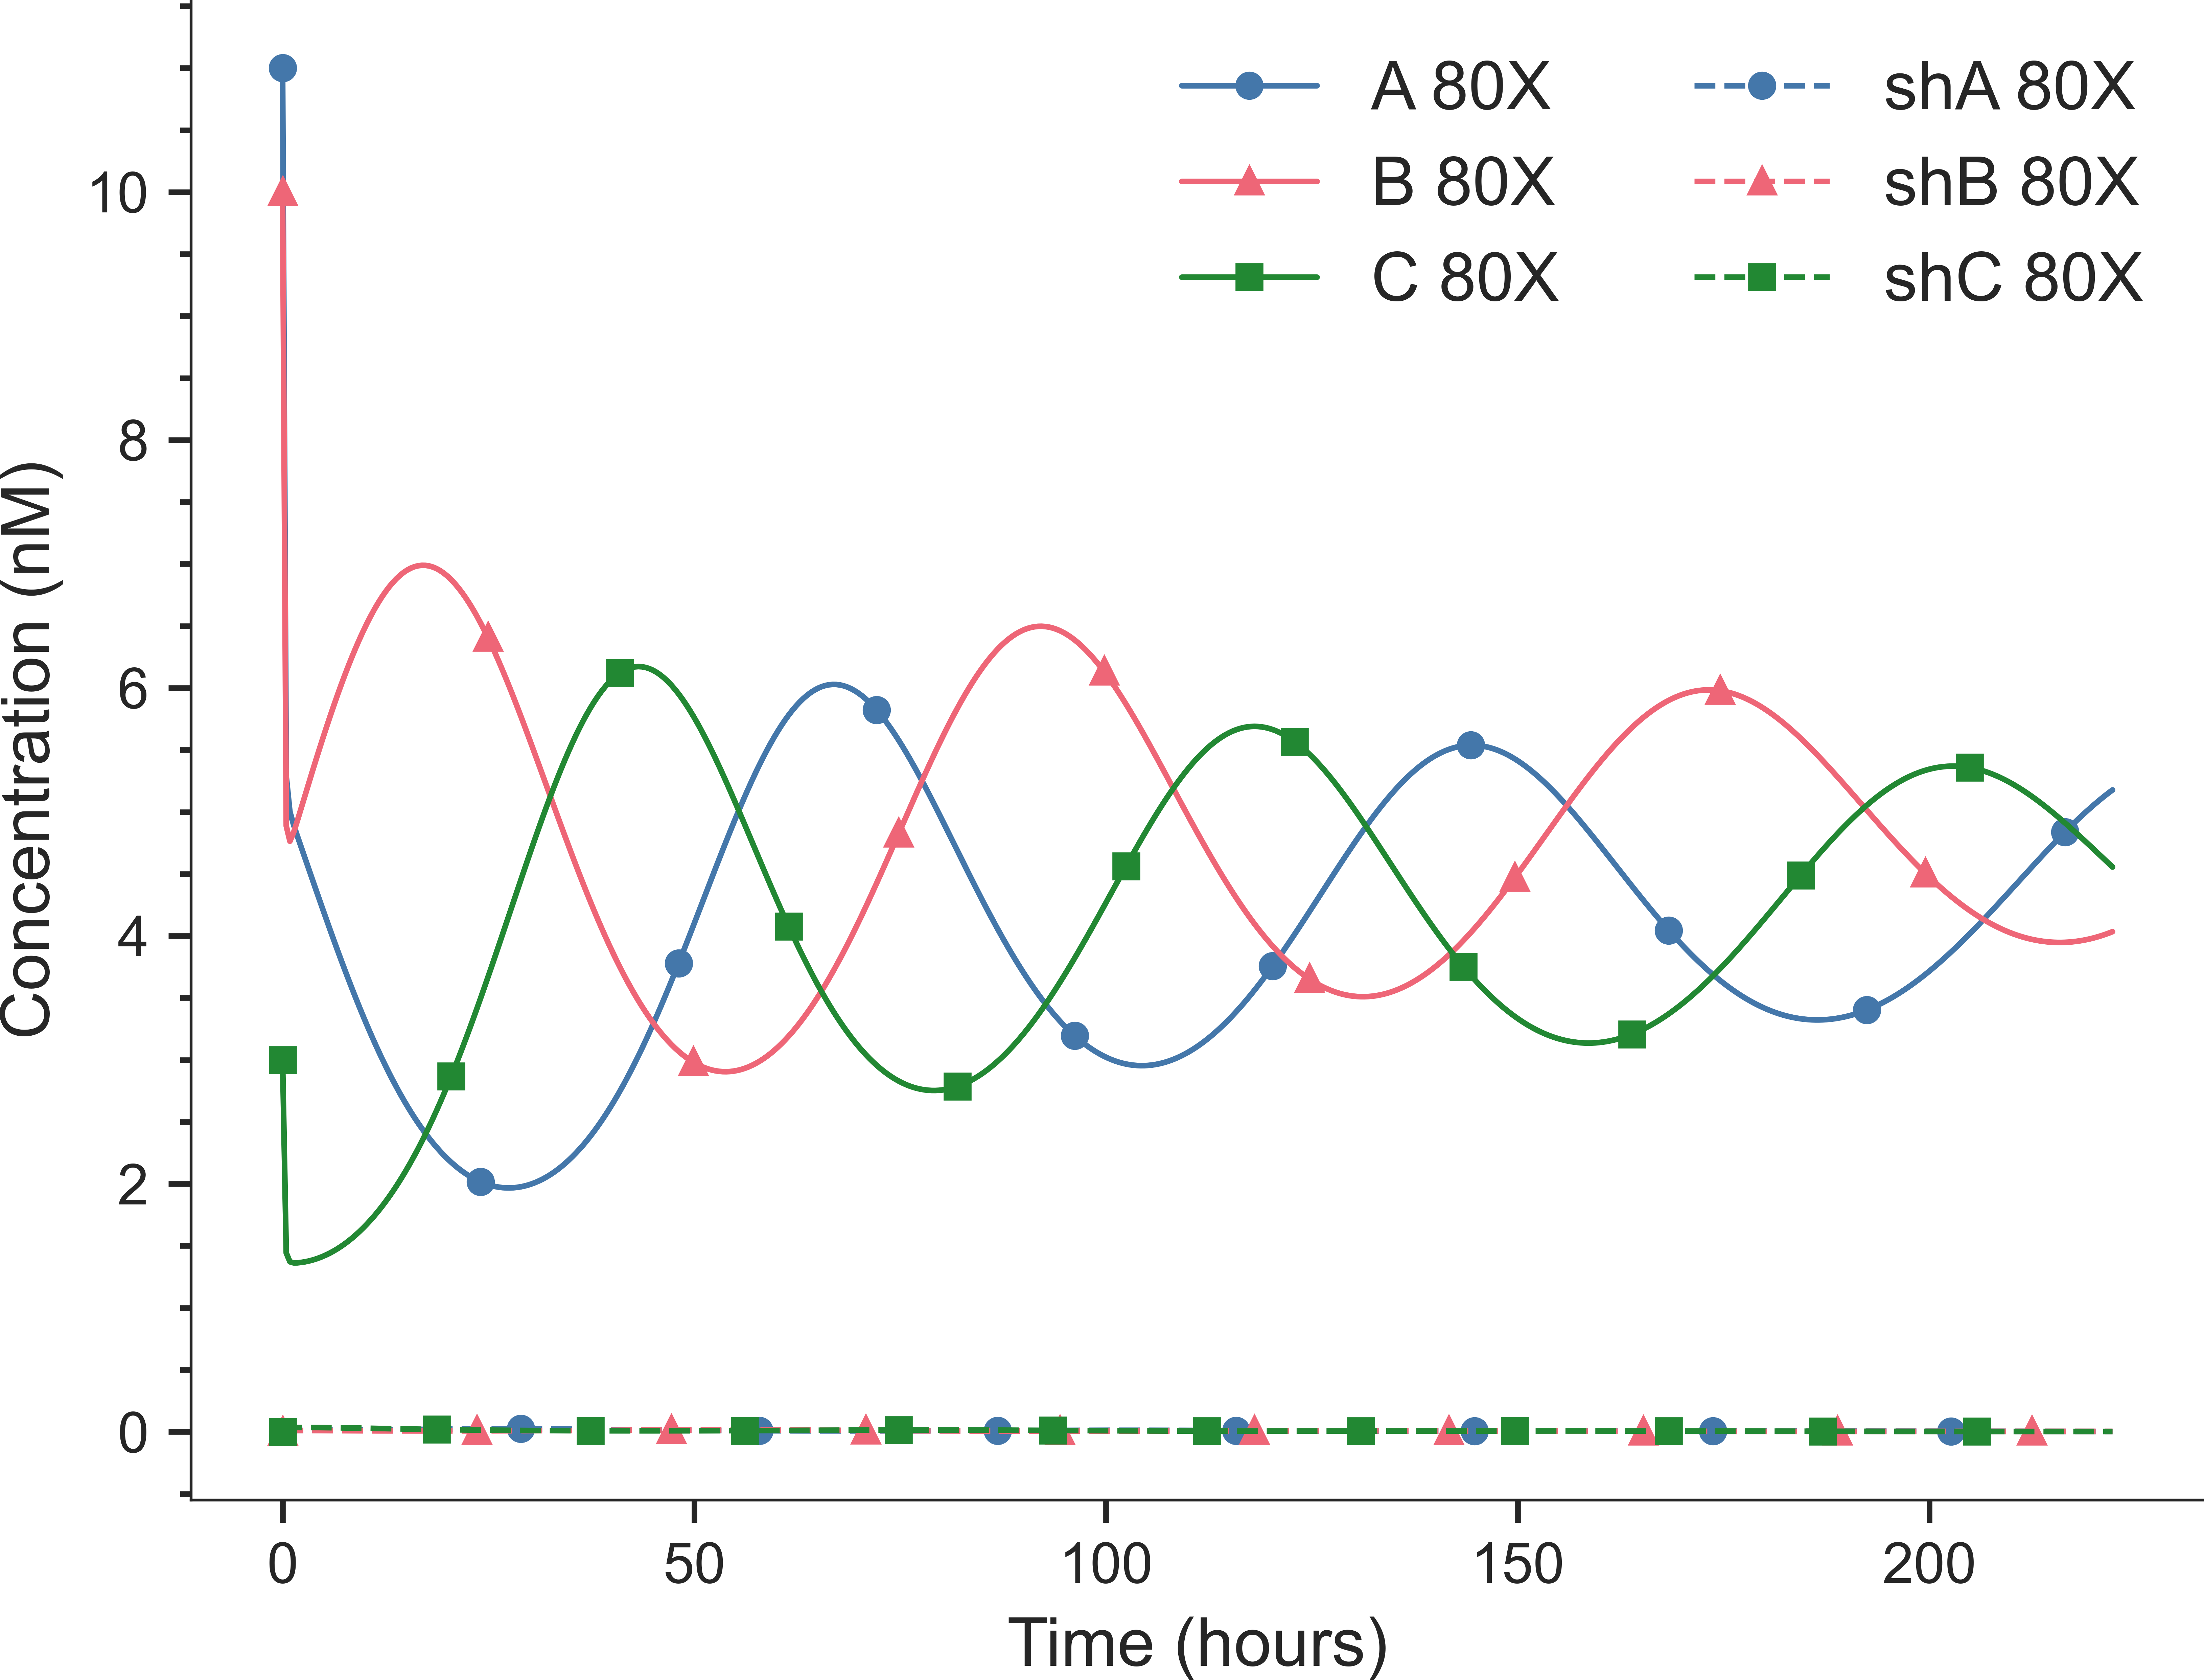 A 80X
B 80X
C 80X
shA 80X
shB 80X
shC 80X
Concentration (nM)
10
8
6
4
2
0
0 50 100 150 200
Time (hours)